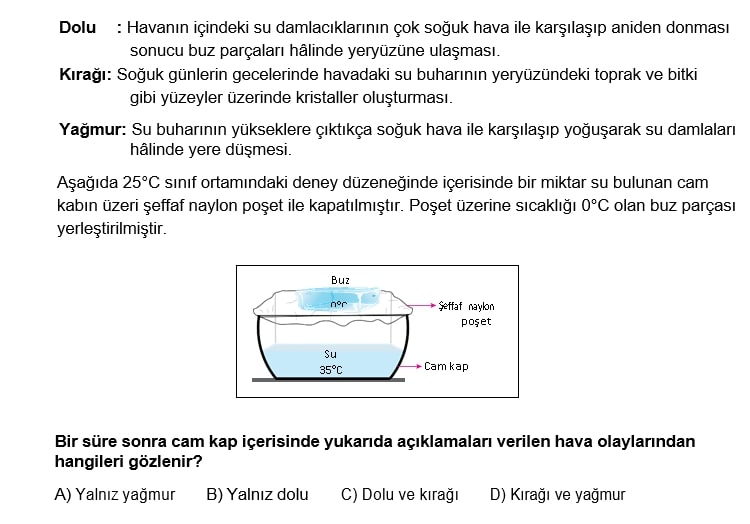 Dolu : Havanın içindeki su damlacıklarının çok soğuk hava ile karşılaşıp aniden donması
sonucu buz parçaları hâlinde yeryüzüne ulaşması.
Kırağı: Soğuk günlerin gecelerinde havadaki su buharının yeryüzündeki toprak ve bitki
gibi yüzeyler üzerinde kristaller oluşturması.
Yağmur: Su buharının yükseklere çıktıkça soğuk hava ile karşılaşıp yoğuşarak su damlaları
hâlinde yere düşmesi.
Aşağıda 25°C sınıf ortamındaki deney düzeneğinde içerisinde bir miktar su bulunan cam
kabın üzeri şeffaf naylon poşet ile kapatılmıştır. Poşet üzerine sıcaklığı 0°C olan buz parçası
yerleştirilmiştir.
Buz
0°C
Şeffaf naylon
poşet
Su
35°C
Cam kap
Bir süre sonra cam kap içerisinde yukarıda açıklamaları verilen hava olaylarından
hangileri gözlenir?
A) Yalnız yağmur B) Yalnız dolu C) Dolu ve kırağı D) Kırağı ve yağmur